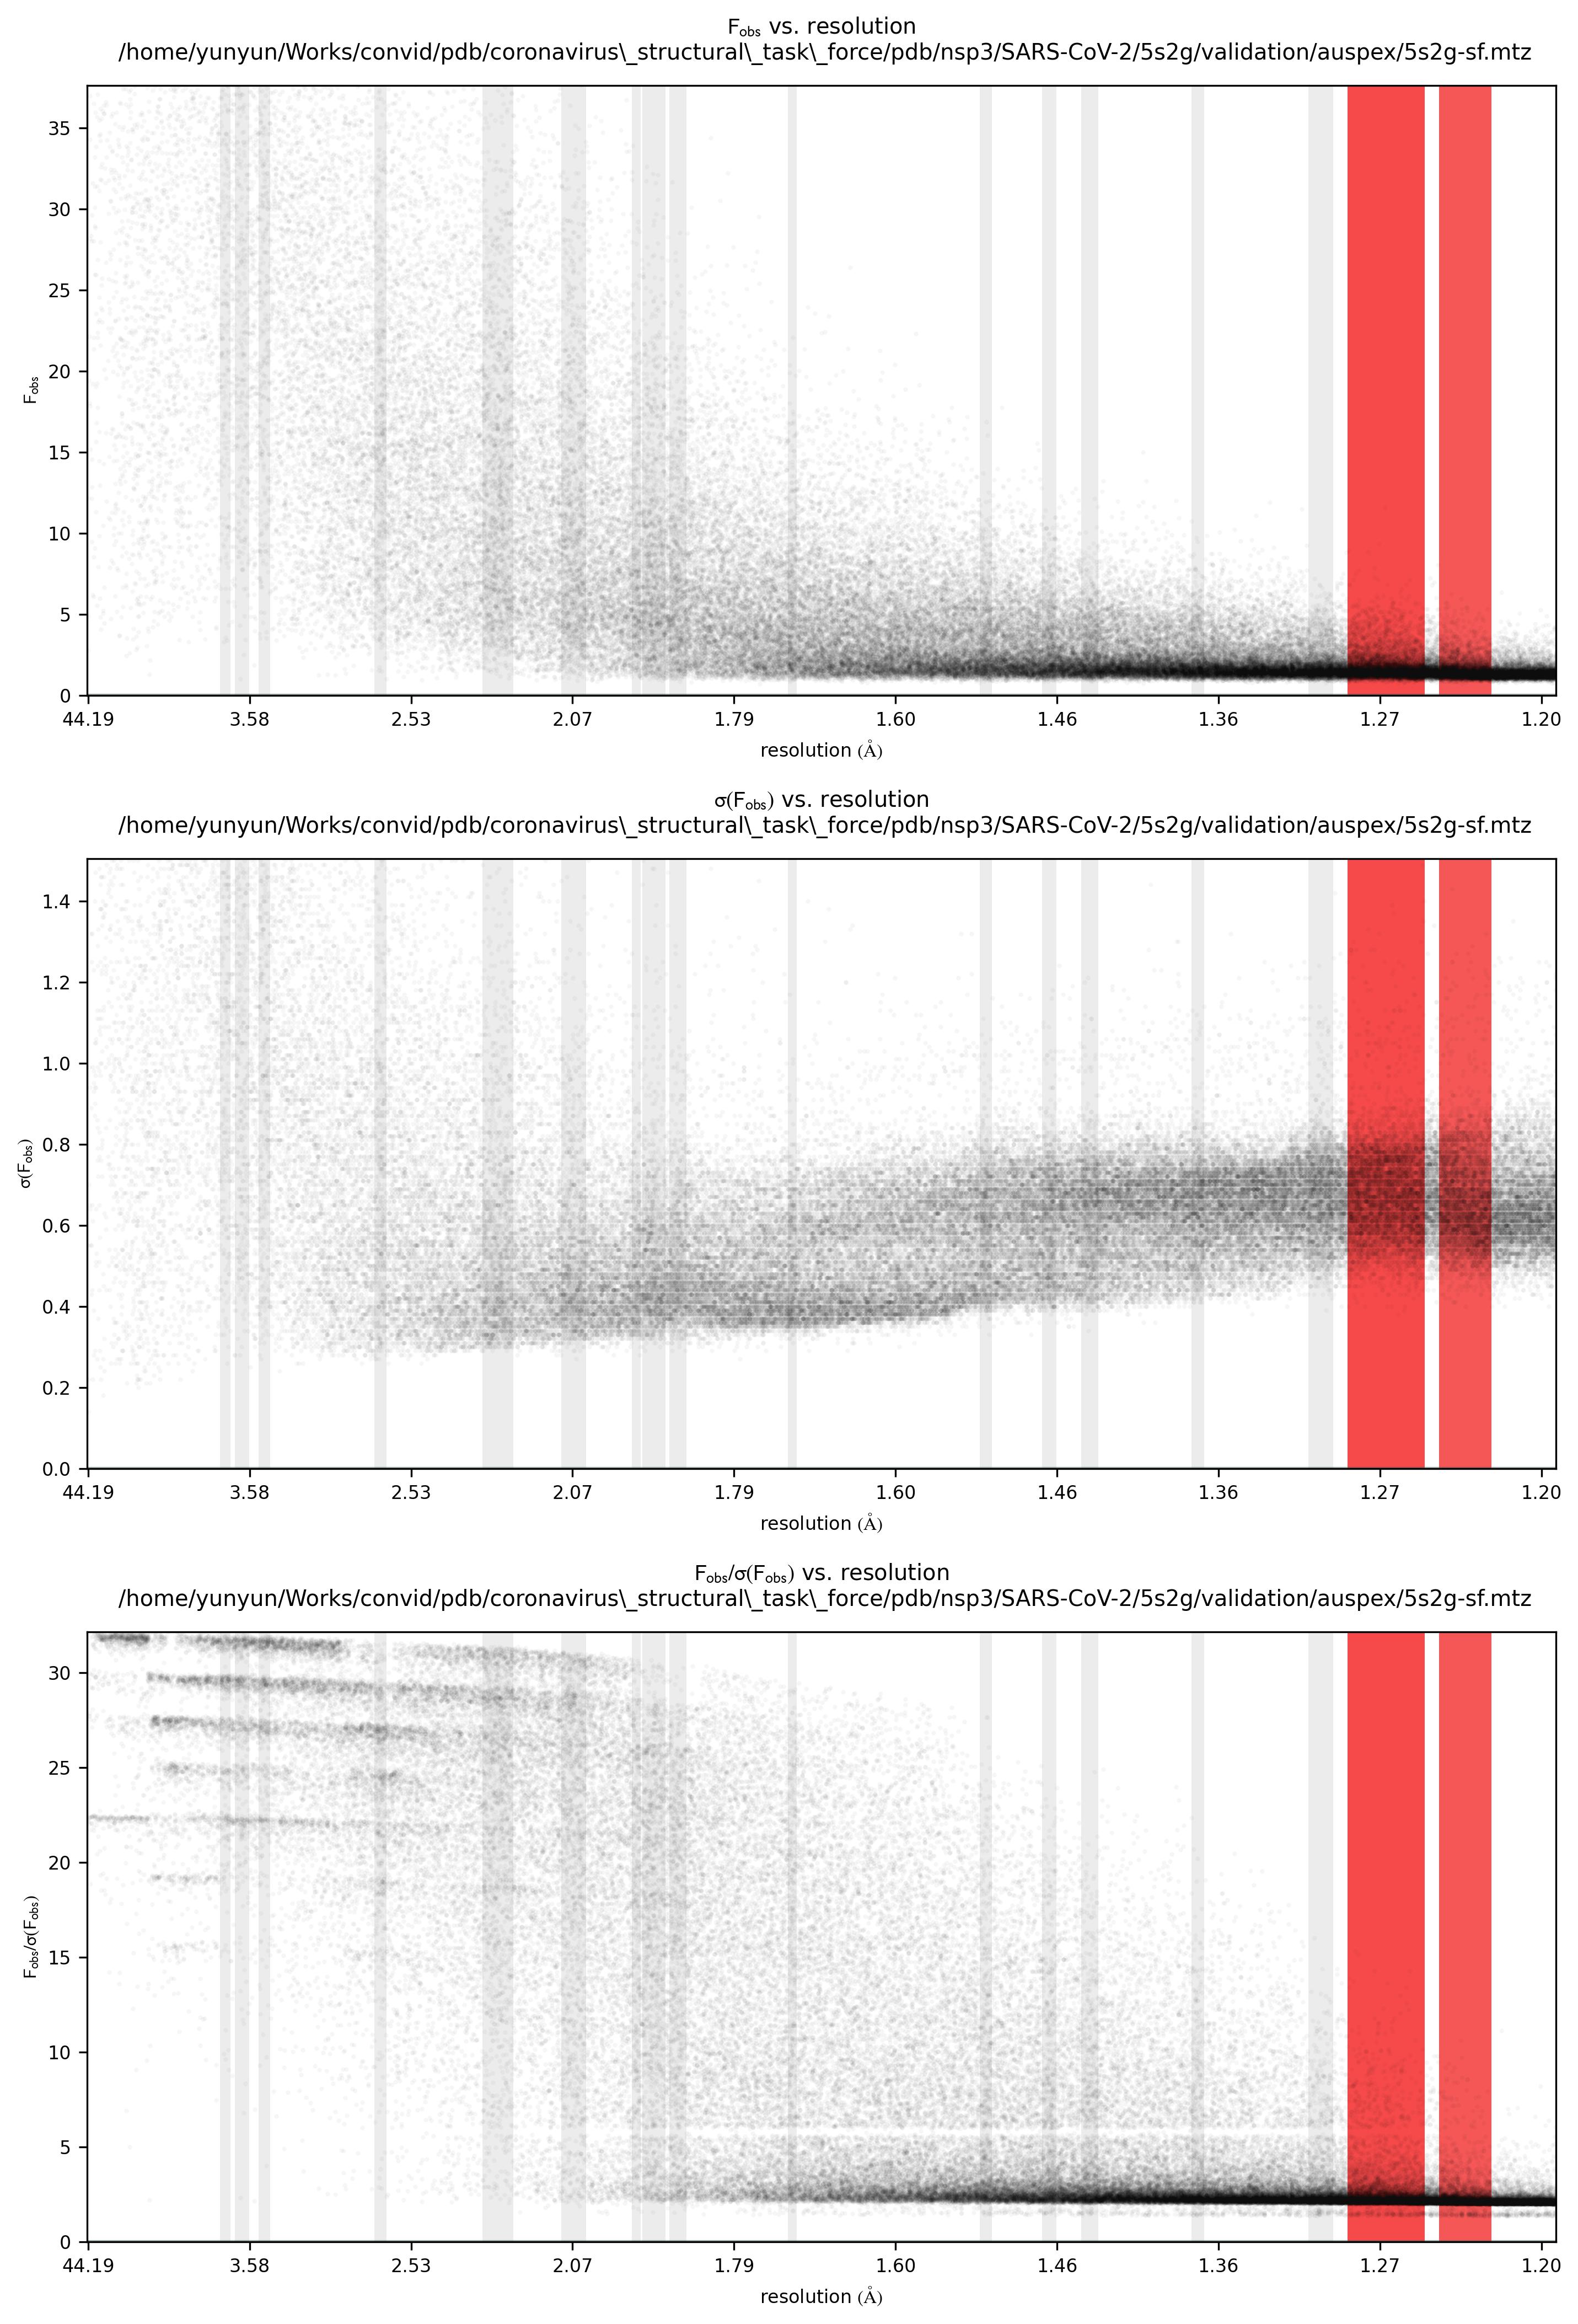 Fobs vs. resolution
/home/yunyun/Works/convid/pdb/coronavirus\_structural\_task\_force/pdb/nsp3/SARS-CoV-2/5s2g/validation/auspex/5s2g-sf.mtz
35
30
25
20
15
10
5
0
Fobs
44.19 3.58 2.53 2.07 1.79 1.60 1.46 1.36 1.27 1.20
resolution (Å)
σ(Fobs) vs. resolution
/home/yunyun/Works/convid/pdb/coronavirus\_structural\_task\_force/pdb/nsp3/SARS-CoV-2/5s2g/validation/auspex/5s2g-sf.mtz
1.4
1.2
1.0
0.8
0.6
0.4
0.2
0.0
σ(Fobs)
44.19 3.58 2.53 2.07 1.79 1.60 1.46 1.36 1.27 1.20
resolution (Å)
Fobs/σ(Fobs) vs. resolution
/home/yunyun/Works/convid/pdb/coronavirus\_structural\_task\_force/pdb/nsp3/SARS-CoV-2/5s2g/validation/auspex/5s2g-sf.mtz
30
25
20
15
10
5
0
Fobs/σ(Fobs)
44.19 3.58 2.53 2.07 1.79 1.60 1.46 1.36 1.27 1.20
resolution (Å)